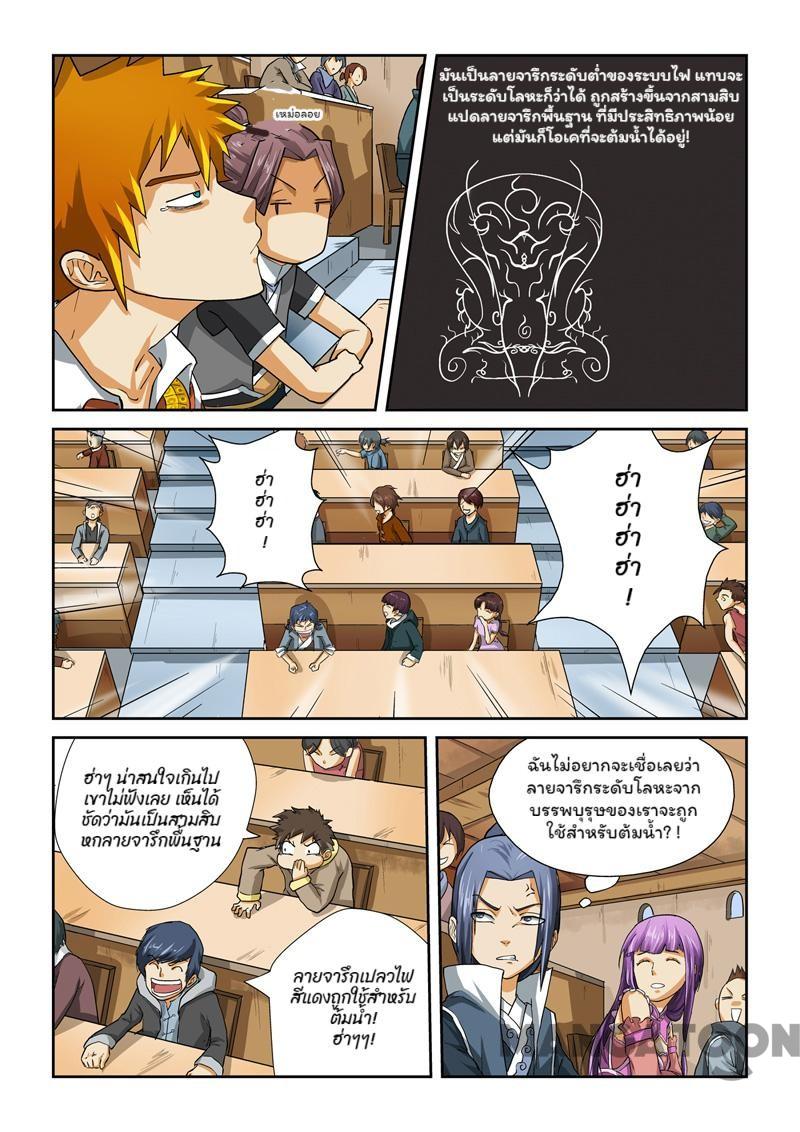 เหม่อลอย
มันเป็นลายจารึกระดับต่ำของระบบไฟ แทบจะ
เป็นระดับโลหะก็ว่าได้ ถูกสร้างขึ้นจากสามสิบ
แปดลายจารึกพื้นฐาน ที่มีประสิทธิภาพน้อย
แต่มันก็โอเคที่จะต้มน้ำได้อยู่!
ฮ่า
ฮ่า
ฮ่า
!
ฮ่า
ฮ่า
ฮ่า
ฮ่า
!
ฮ่าๆ น่าสนใจเกินไป
เขาไม่ฟังเลย เห็นได้
ชัดว่ามันเป็นสามสิบ
หกลายจารึกพื้นฐาน
ลายจารึกเปลวไฟ
สีแดงถูกใช้สำหรับ
ต้มน้ำ!
ฮ่าๆๆ!
ฉันไม่อยากจะเชื่อเลยว่า
ลายจารึกระดับโลหะจาก
บรรพบุรุษของเราจะถูก
ใช้สำหรับต้มน้ำ? !
MANGATOON